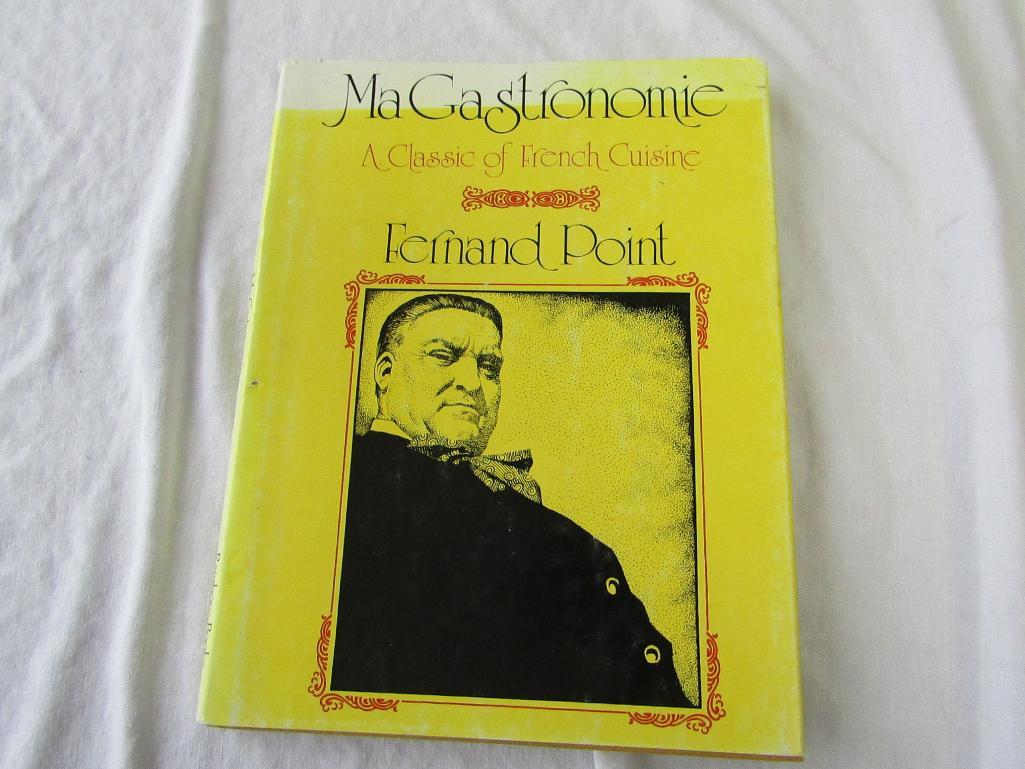 Ma Gastronomie
A Classic of French Cuisine
Fernand Point